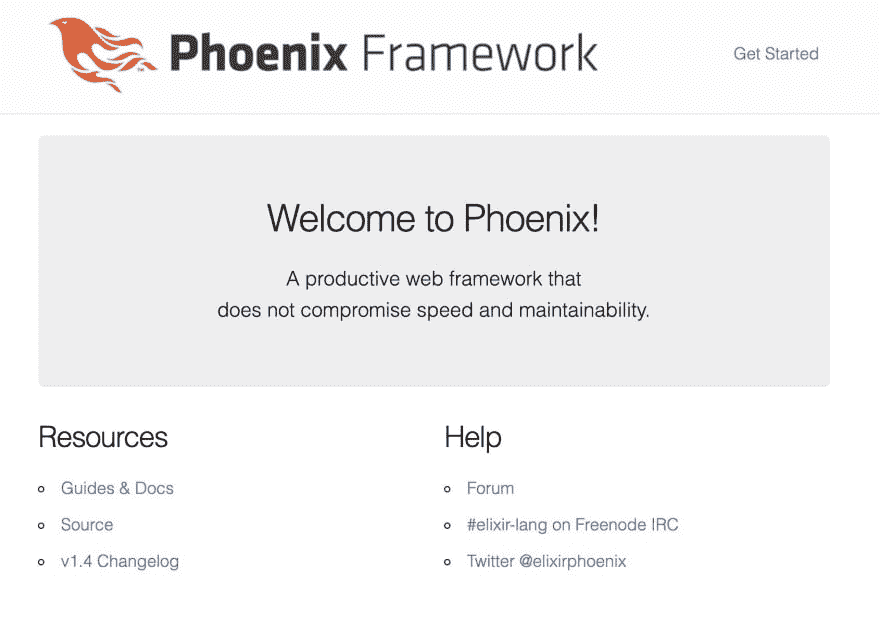 Phoenix Framework
Get Started
Welcome to Phoenix!
A productive web framework that
does not compromise speed and maintainability.
Resources
Guides & Docs
Source
v1.4 Changelog
Help
Forum
#elixir-lang on Freenode IRC
Twitter @elixirphoenix